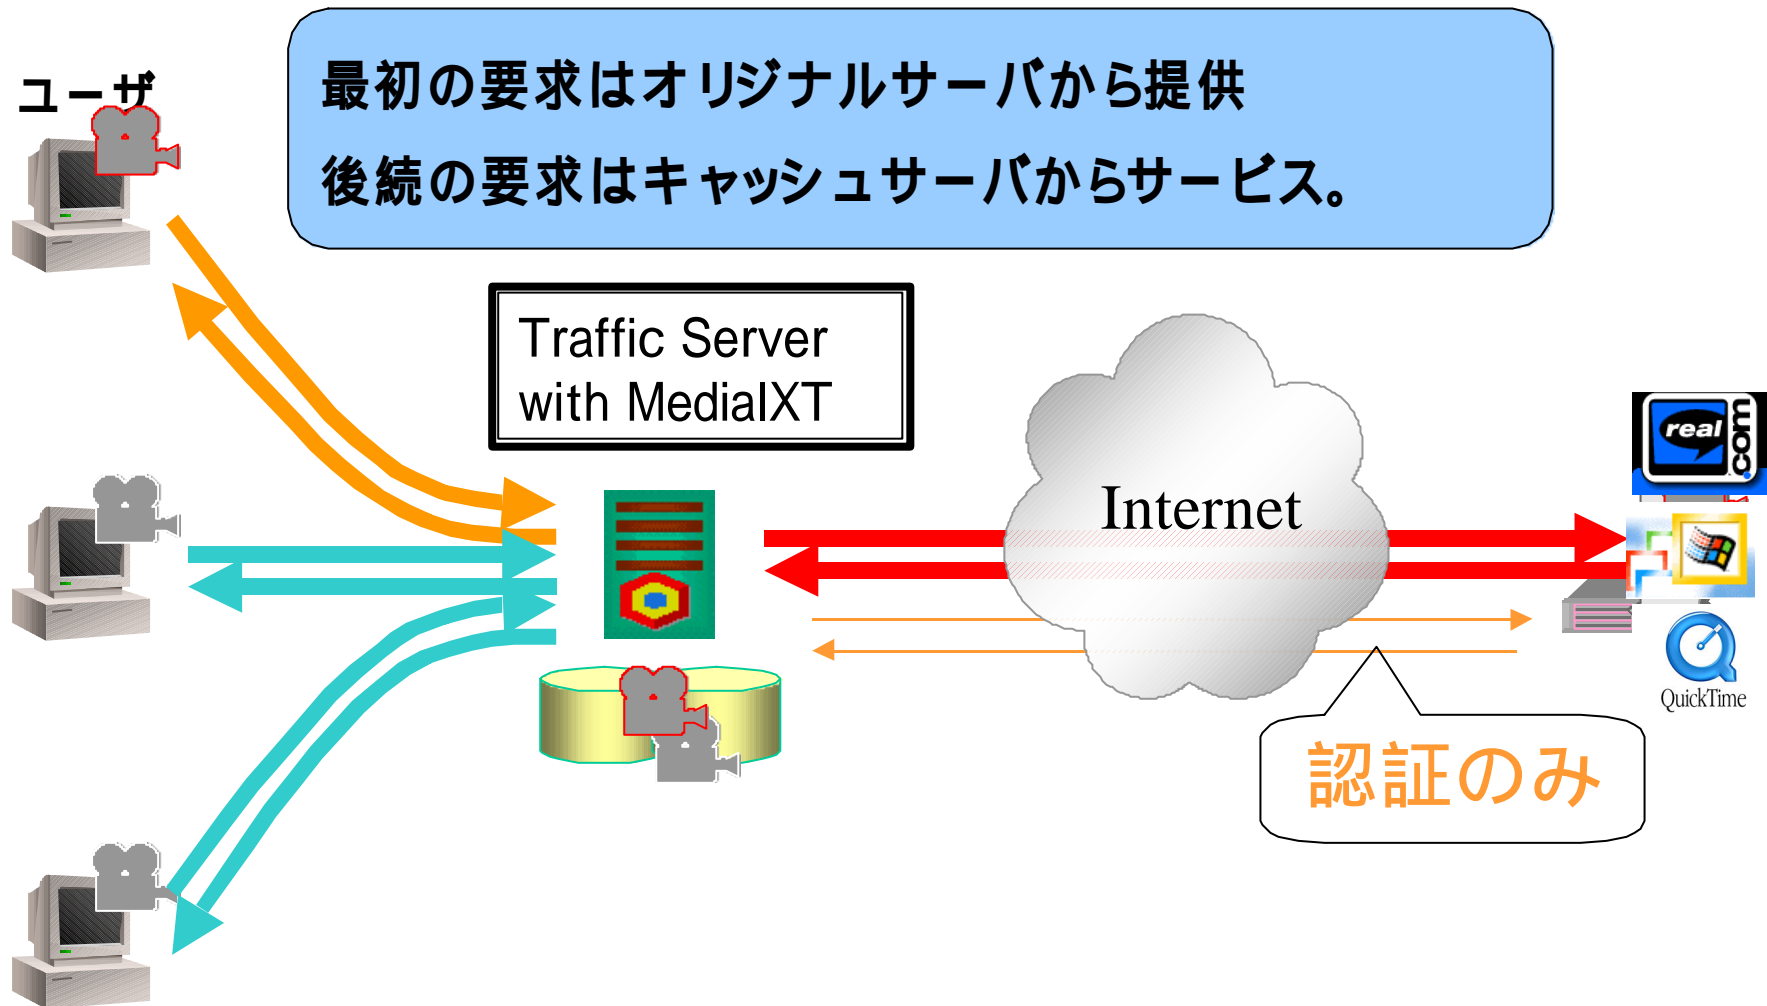 最初の要求はオリジナルサーバから提供
後続の要求はキャッシュサーバからサービス。
ユーザ
Traffic Server
with MediaIXT
Internet
real
.com
QuickTime
認証のみ